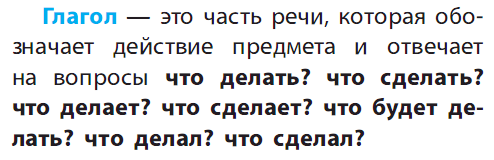 Глагол — это часть речи, которая обо-
значает действие предмета и отвечает
на вопросы что делать? что сделать?
что делает? что сделает? что будет де-
лать? что делал? что сделал?